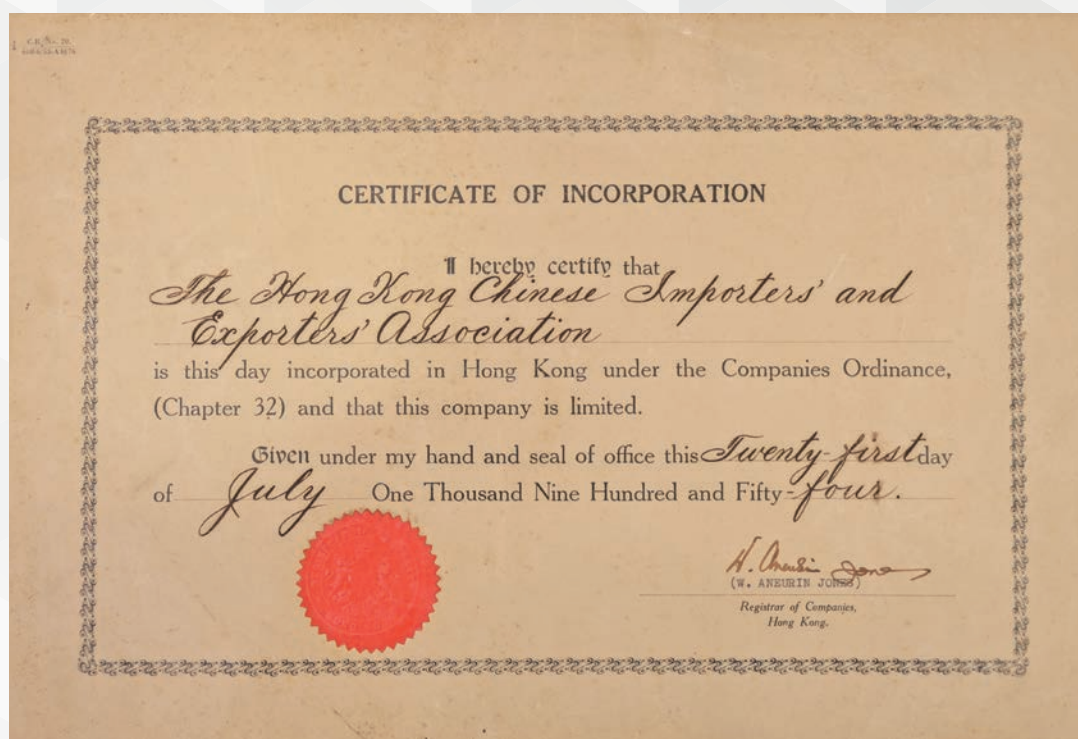 CERTIFICATE OF INCORPORATION
I hereby certify that
The Hong Kong Chinese Importers' and
Exporters' Association
is this day incorporated in Hong Kong under the Companies Ordinance,
(Chapter 32) and that this company is limited.
Given under my hand and seal of office this Twenty-first day
of July One Thousand Nine Hundred and Fifty-four.
W. Aneurin Jones
(W. ANEURIN JONES)
Registrar of Companies,
Hong Kong.